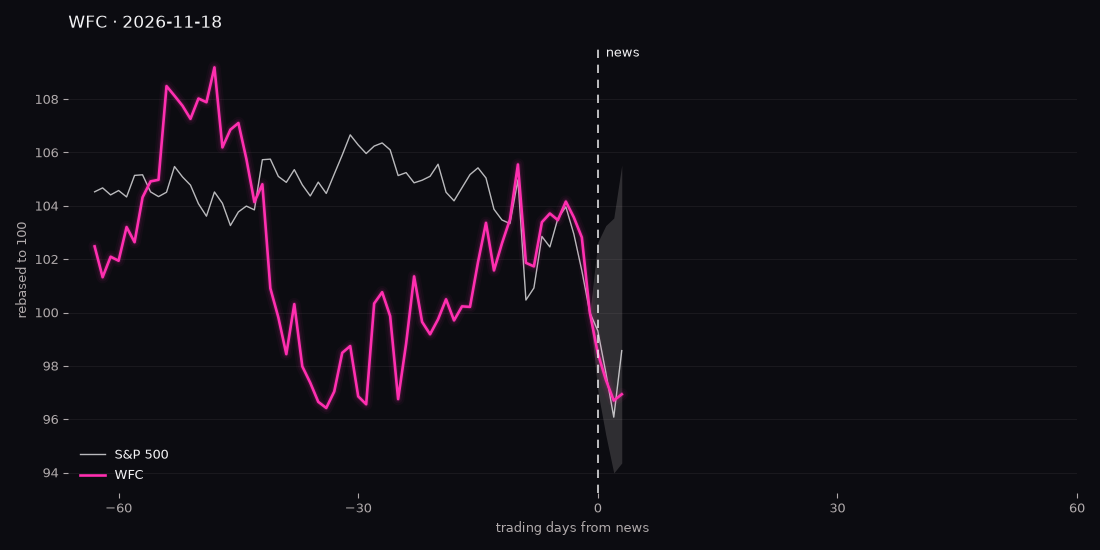 WFC · 2026-11-18
news
108
106
104
102
100
98
96
94
rebased to 100
S&P 500
WFC
−60
−30
0
30
60
trading days from news